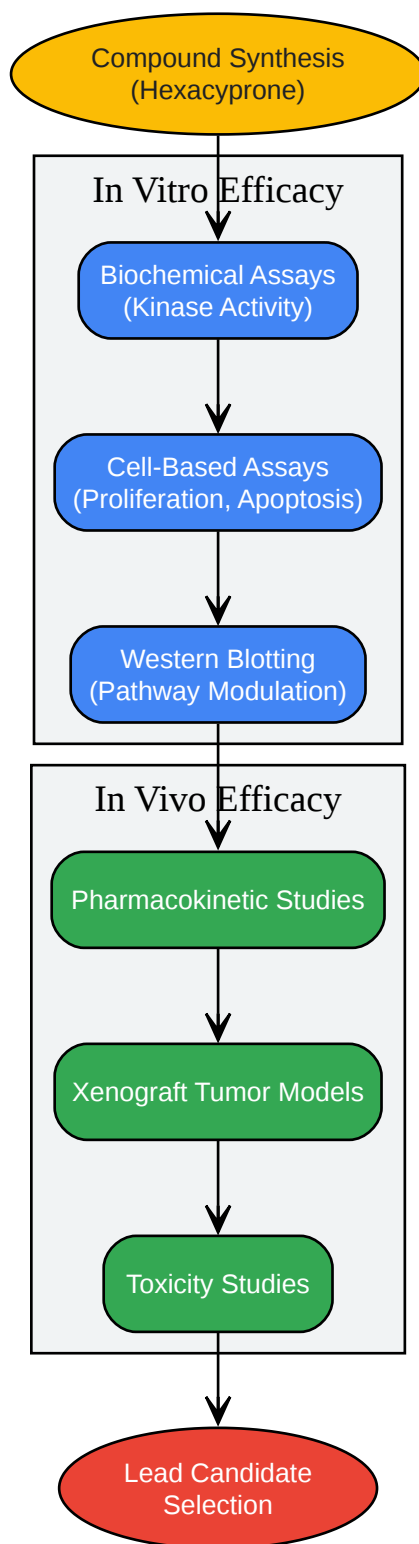 Compound Synthesis
(Hexacyprone)
In Vitro Efficacy
Biochemical Assays
(Kinase Activity)
Cell-Based Assays
(Proliferation, Apoptosis)
Western Blotting
(Pathway Modulation)
In Vivo Efficacy
Pharmacokinetic Studies
Xenograft Tumor Models
Toxicity Studies
Lead Candidate
Selection